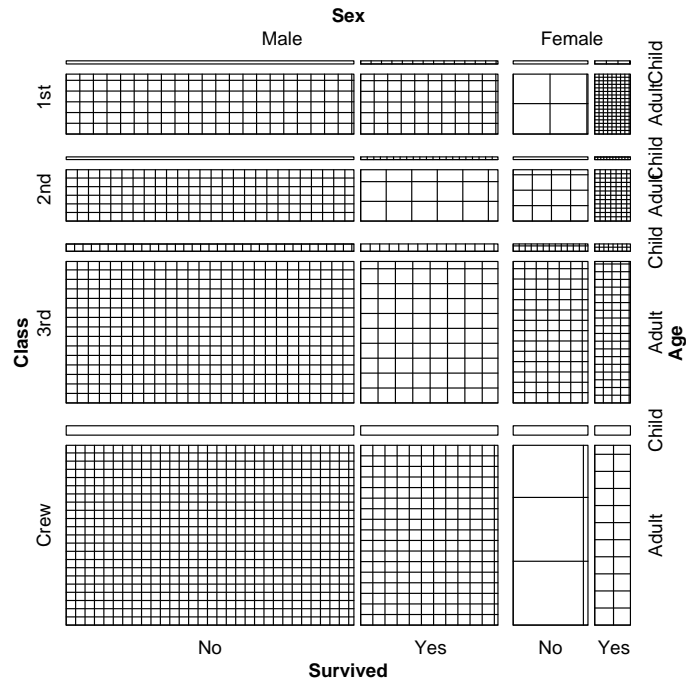 Sex
Male Female
1st
2nd
3rd
Crew
Class
Child
Adult
Child
Adult
Child
Adult
Child
Adult
Age
No Yes No Yes
Survived